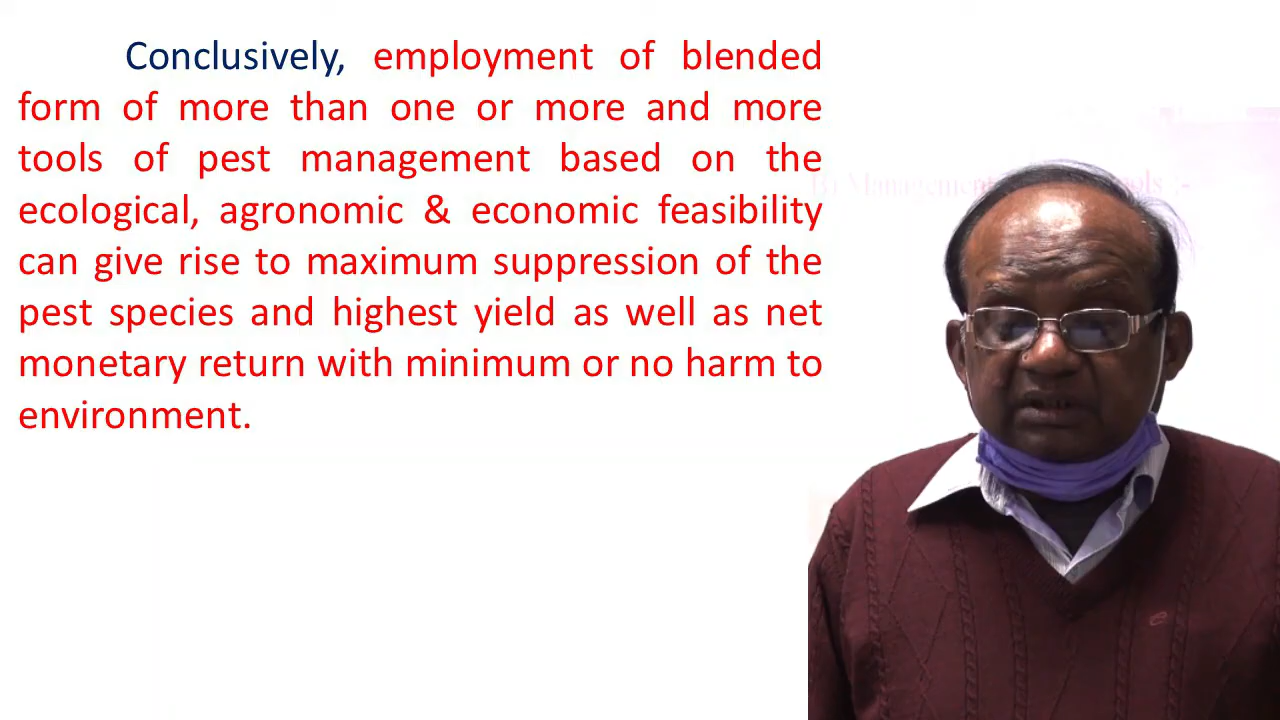 Conclusively, employment of blended
form of more than one or more and more
tools of pest management based on the
ecological, agronomic & economic feasibility
can give rise to maximum suppression of the
pest species and highest yield as well as net
monetary return with minimum or no harm to
environment.
B) Management ools :-